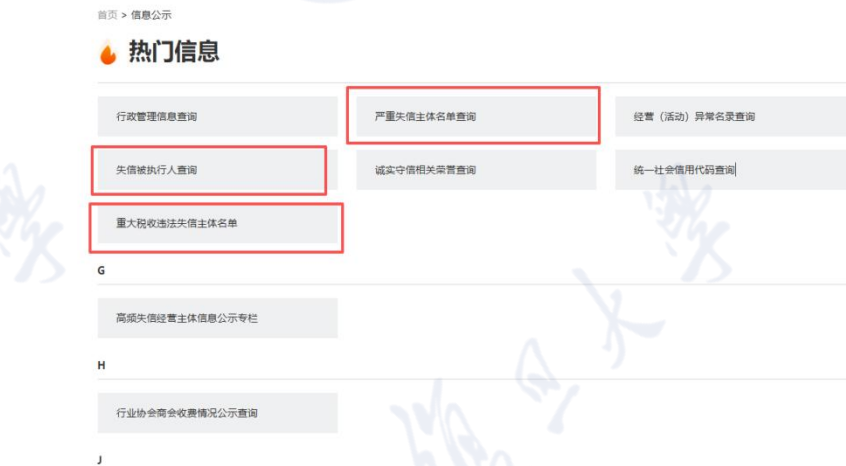 首页 > 信息公示
热门信息
行政管理信息查询 严重失信主体名单查询 经营（活动）异常名录查询
失信被执行人查询 诚实守信相关荣誉查询 统一社会信用代码查询
重大税收违法失信主体名单
G
高频失信经营主体信息公示专栏
H
行业协会商会收费情况公示查询
J